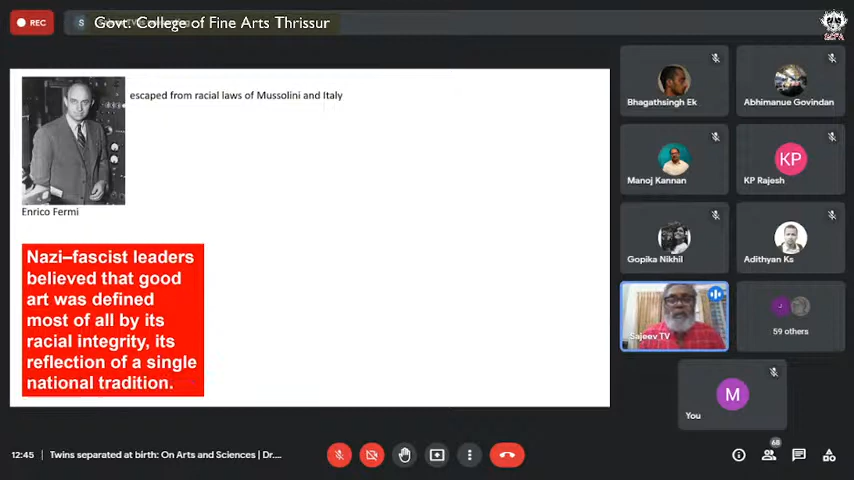 REC
S
Govt. College of Fine Arts Thrissur
SCFA
escaped from racial laws of Mussolini and Italy
Enrico Fermi
Nazi–fascist leaders
believed that good
art was defined
most of all by its
racial integrity, its
reflection of a single
national tradition.
Bhagathsingh Ek
Abhimanue Govindan
Manoj Kannan
KP
KP Rajesh
Gopika Nikhil
Adithyan Ks
Sajeev TV
J
59 others
M
You
12:45
Twins separated at birth: On Arts and Sciences | Dr....
68